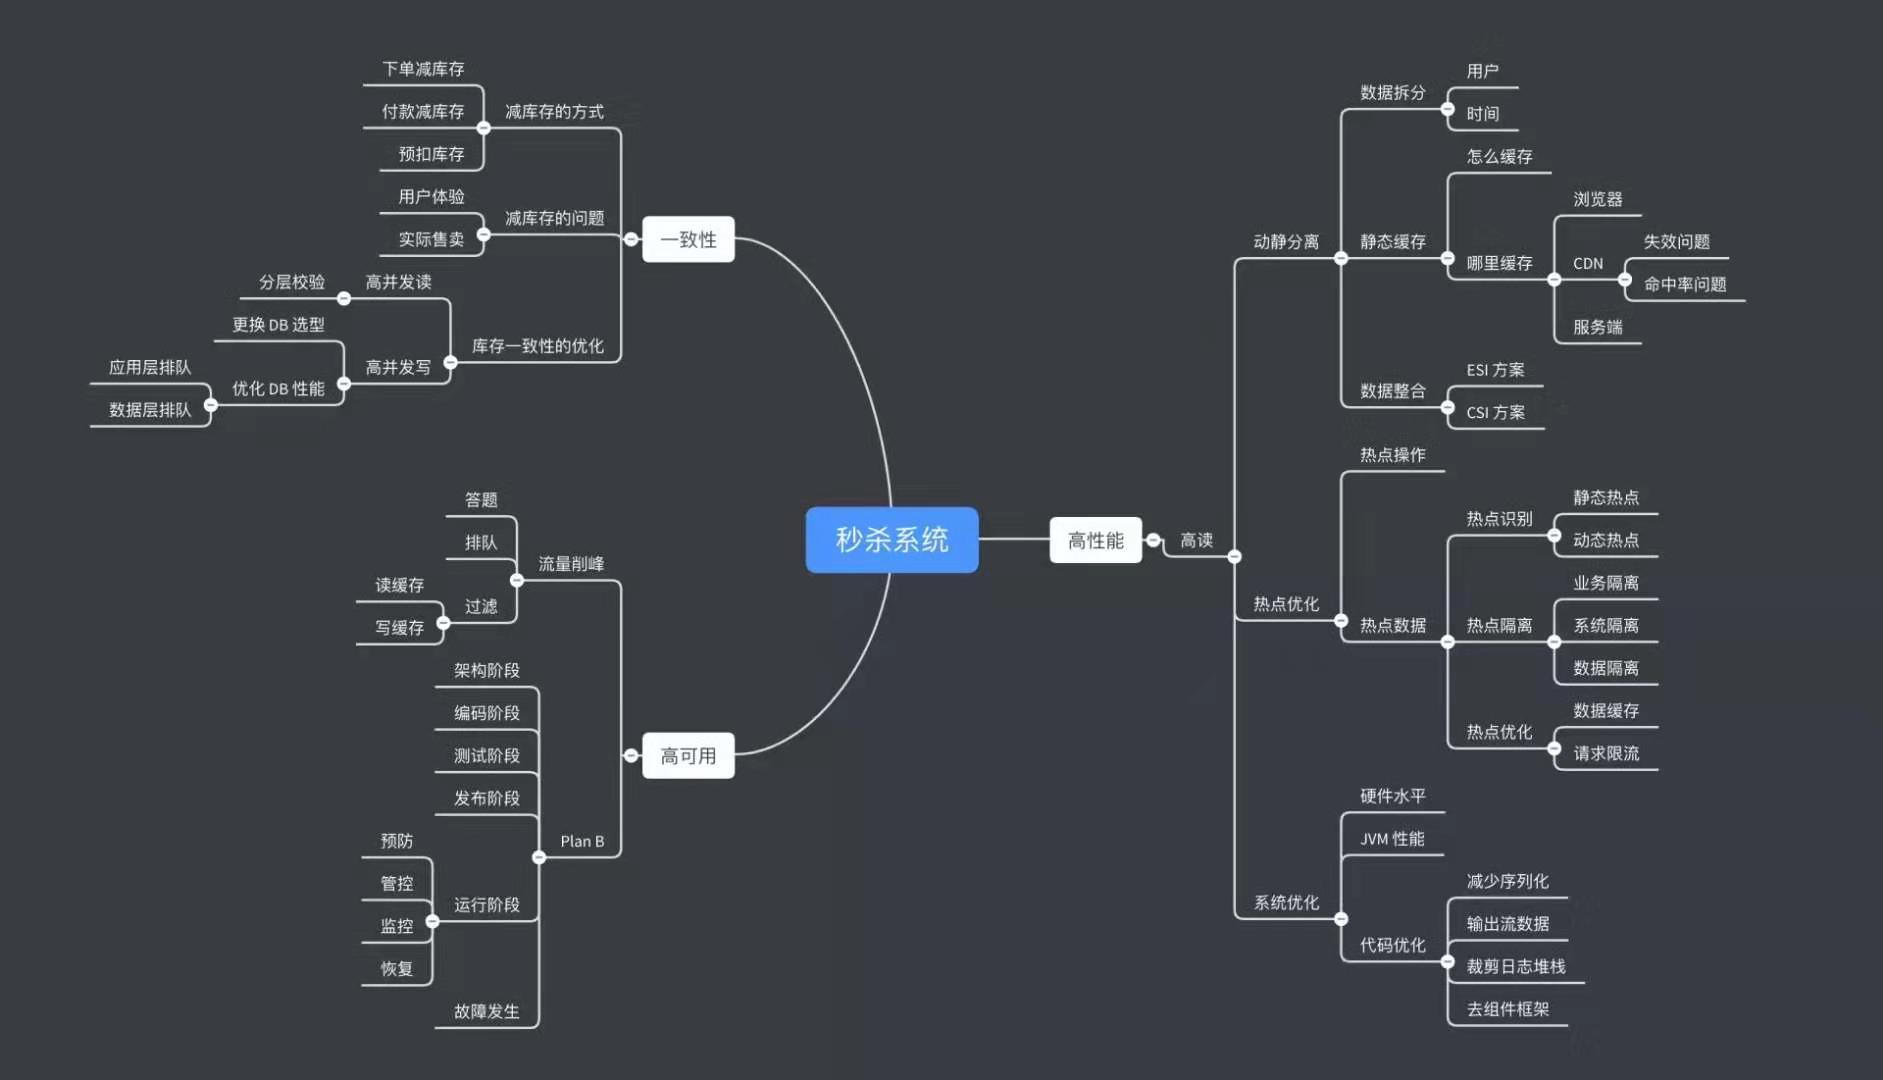 秒杀系统
一致性
减库存的方式
下单减库存
付款减库存
预扣库存
减库存的问题
用户体验
实际售卖
库存一致性的优化
高并发读
分层校验
高并发写
更换 DB 选型
优化 DB 性能
应用层排队
数据层排队
高可用
流量削峰
答题
排队
过滤
读缓存
写缓存
Plan B
架构阶段
编码阶段
测试阶段
发布阶段
运行阶段
预防
管控
监控
恢复
故障发生
高性能
高读
动静分离
数据拆分
用户
时间
静态缓存
怎么缓存
哪里缓存
浏览器
CDN
失效问题
命中率问题
服务端
数据整合
ESI 方案
CSI 方案
热点优化
热点操作
热点数据
热点识别
静态热点
动态热点
热点隔离
业务隔离
系统隔离
数据隔离
热点优化
数据缓存
请求限流
系统优化
硬件水平
JVM 性能
代码优化
减少序列化
输出流数据
裁剪日志堆栈
去组件框架